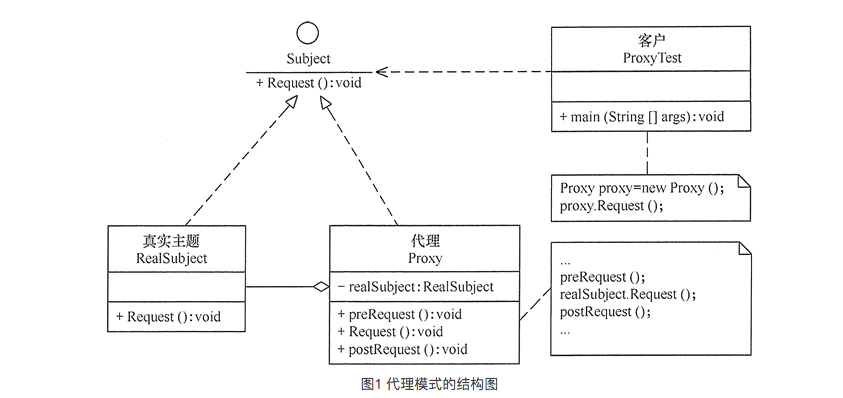 Subject
+ Request():void
客户
ProxyTest
+ main (String [] args):void
Proxy proxy=new Proxy ();
proxy.Request ();
真实主题
RealSubject
+ Request ():void
代理
Proxy
− realSubject:RealSubject
+ preRequest ():void
+ Request ():void
+ postRequest ():void
...
preRequest ();
realSubject.Request ();
postRequest ();
...
图1 代理模式的结构图